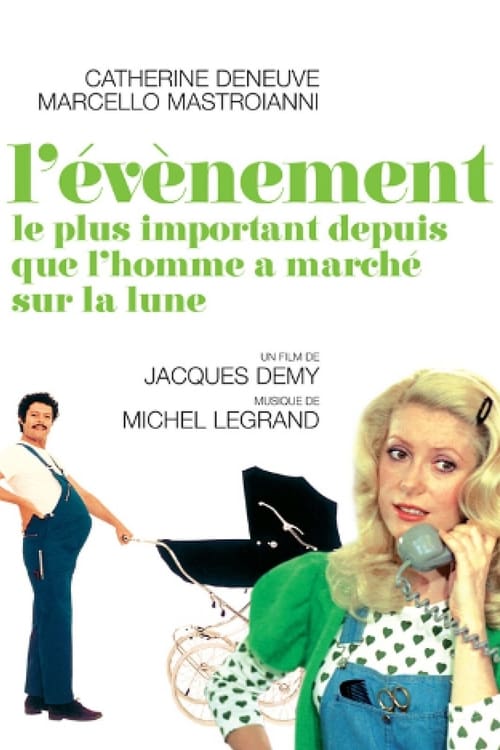 CATHERINE DENEUVE
MARCELLO MASTROIANNI
l'évènement
le plus important depuis
que l'homme a marché
sur la lune
UN FILM DE
JACQUES DEMY
MUSIQUE DE
MICHEL LEGRAND